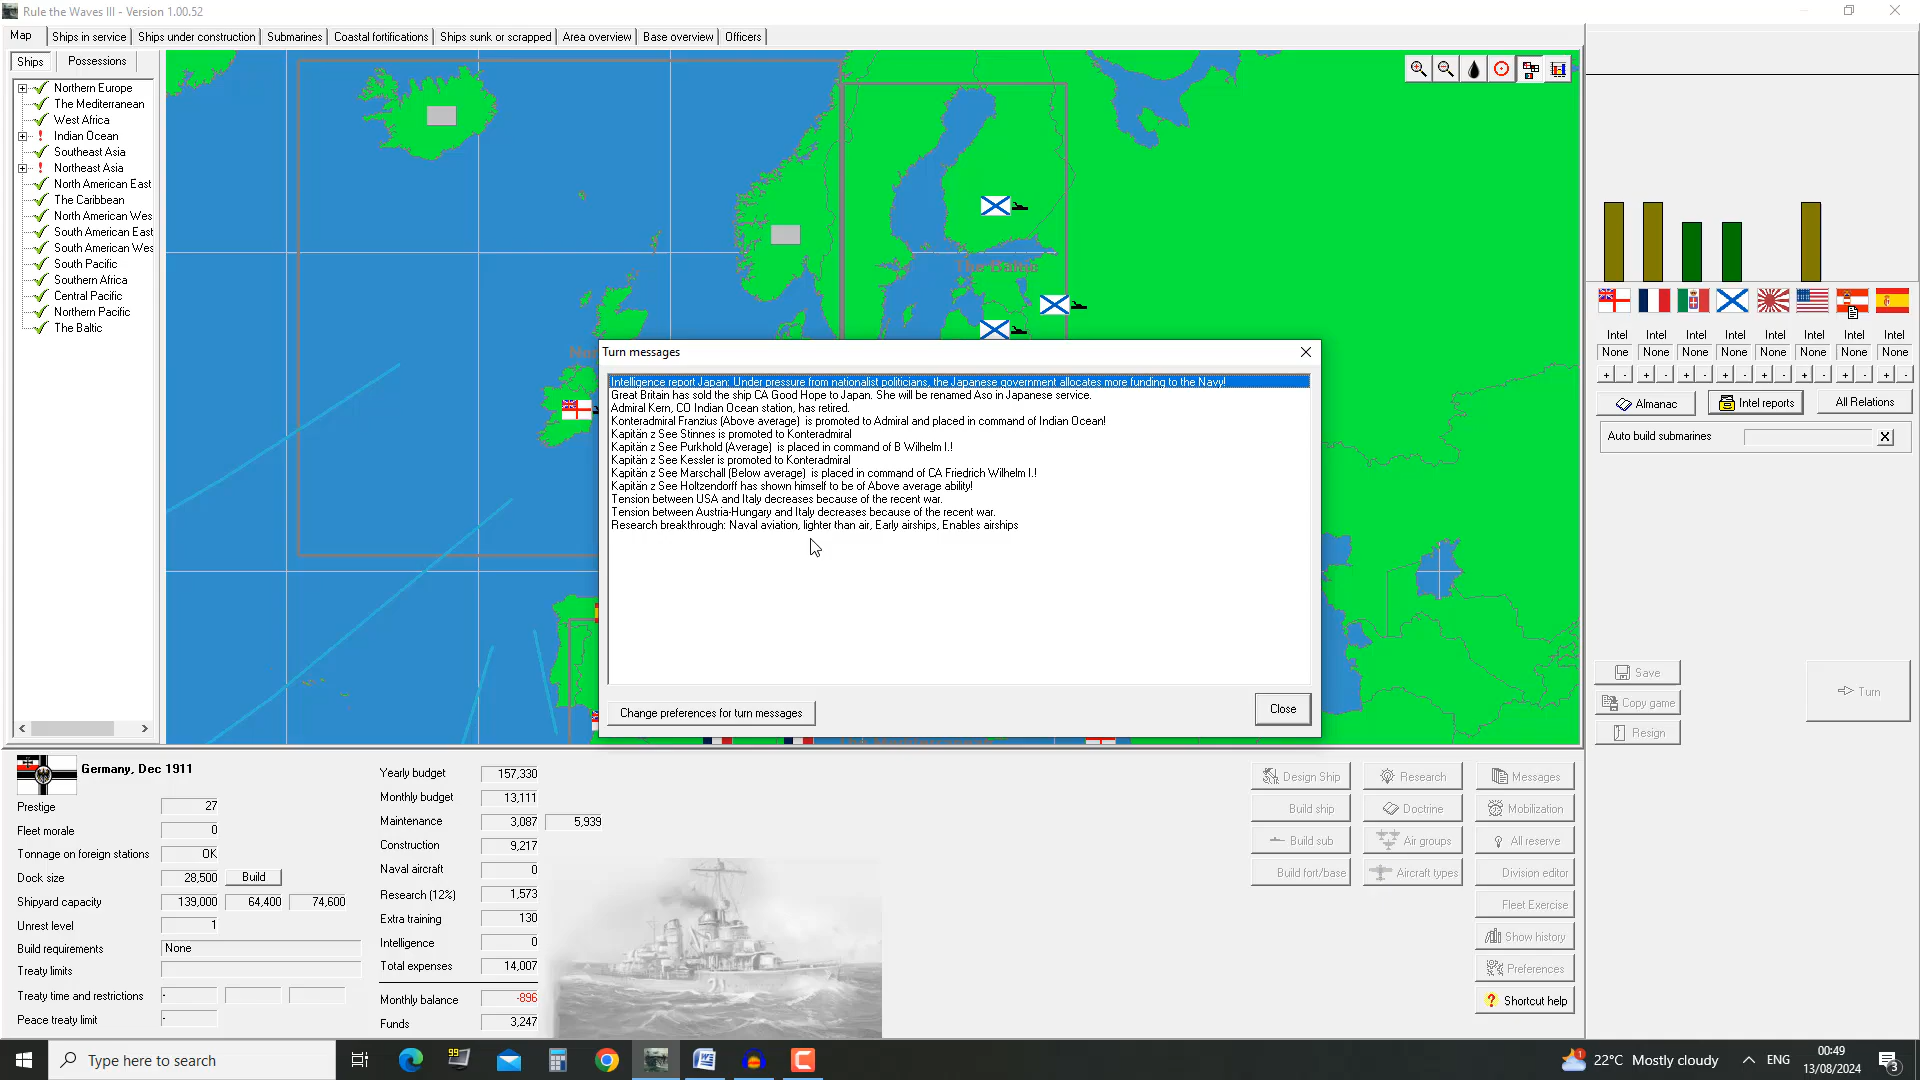 Rule the Waves III - Version 1.00.52
Map
Ships in service
Ships under construction
Submarines
Coastal fortifications
Ships sunk or scrapped
Area overview
Base overview
Officers
Ships
Possessions
Northern Europe
The Mediterranean
West Africa
Indian Ocean
Southeast Asia
Northeast Asia
North American East
The Caribbean
North American Wes
South American East
South American Wes
South Pacific
Southern Africa
Central Pacific
Northern Pacific
The Baltic
The Baltic
Turn messages
Intelligence report Japan: Under pressure from nationalist politicians, the Japanese government allocates more funding to the Navy!
Great Britain has sold the ship CA Good Hope to Japan. She will be renamed Aso in Japanese service.
Admiral Kern, CO Indian Ocean station, has retired.
Konteradmiral Franzius (Above average)  is promoted to Admiral and placed in command of Indian Ocean!
Kapitän z See Stinnes is promoted to Konteradmiral
Kapitän z See Purkhold (Average)  is placed in command of B Wilhelm I.!
Kapitän z See Kessler is promoted to Konteradmiral
Kapitän z See Marschall (Below average)  is placed in command of CA Friedrich Wilhelm I.!
Kapitän z See Holtzendorff has shown himself to be of Above average ability!
Tension between USA and Italy decreases because of the recent war.
Tension between Austria-Hungary and Italy decreases because of the recent war.
Research breakthrough: Naval aviation, lighter than air, Early airships, Enables airships
Change preferences for turn messages
Close
Intel Intel Intel Intel Intel Intel Intel Intel
None None None None None None None None
+ - + - + - + - + - + - + - + -
Almanac
Intel reports
All Relations
Auto build submarines
X
Save
Copy game
Resign
Turn
Germany, Dec 1911
Prestige 27
Fleet morale 0
Tonnage on foreign stations OK
Dock size 28,500 Build
Shipyard capacity 139,000 64,400 74,600
Unrest level 1
Build requirements None
Treaty limits
Treaty time and restrictions -
Peace treaty limit -
Yearly budget 157,330
Monthly budget 13,111
Maintenance 3,087 5,939
Construction 9,217
Naval aircraft 0
Research (12%) 1,573
Extra training 130
Intelligence 0
Total expenses 14,007
Monthly balance -896
Funds 3,247
Design Ship
Research
Messages
Build ship
Doctrine
Mobilization
Build sub
Air groups
All reserve
Build fort/base
Aircraft types
Division editor
Fleet Exercise
Show history
Preferences
Shortcut help
Type here to search
99
22°C Mostly cloudy
ENG
00:49
13/08/2024
3